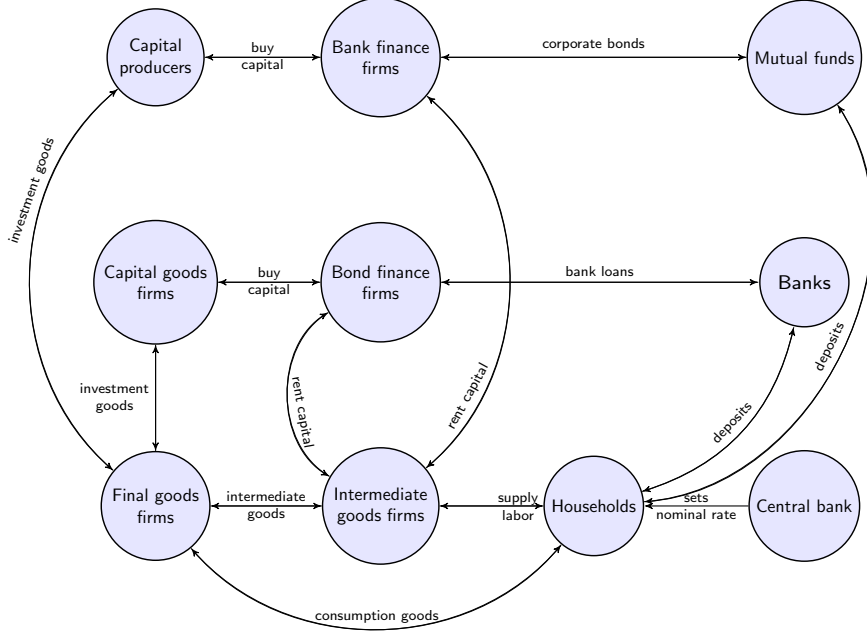 Capital
producers
buy
capital
Bank finance
firms
corporate bonds
Mutual funds
investment goods
Capital goods
firms
buy
capital
Bond finance
firms
bank loans
Banks
investment
goods
rent capital
rent capital
deposits
deposits
Final goods
firms
intermediate
goods
Intermediate
goods firms
supply
labor
Households
sets
nominal rate
Central bank
consumption goods